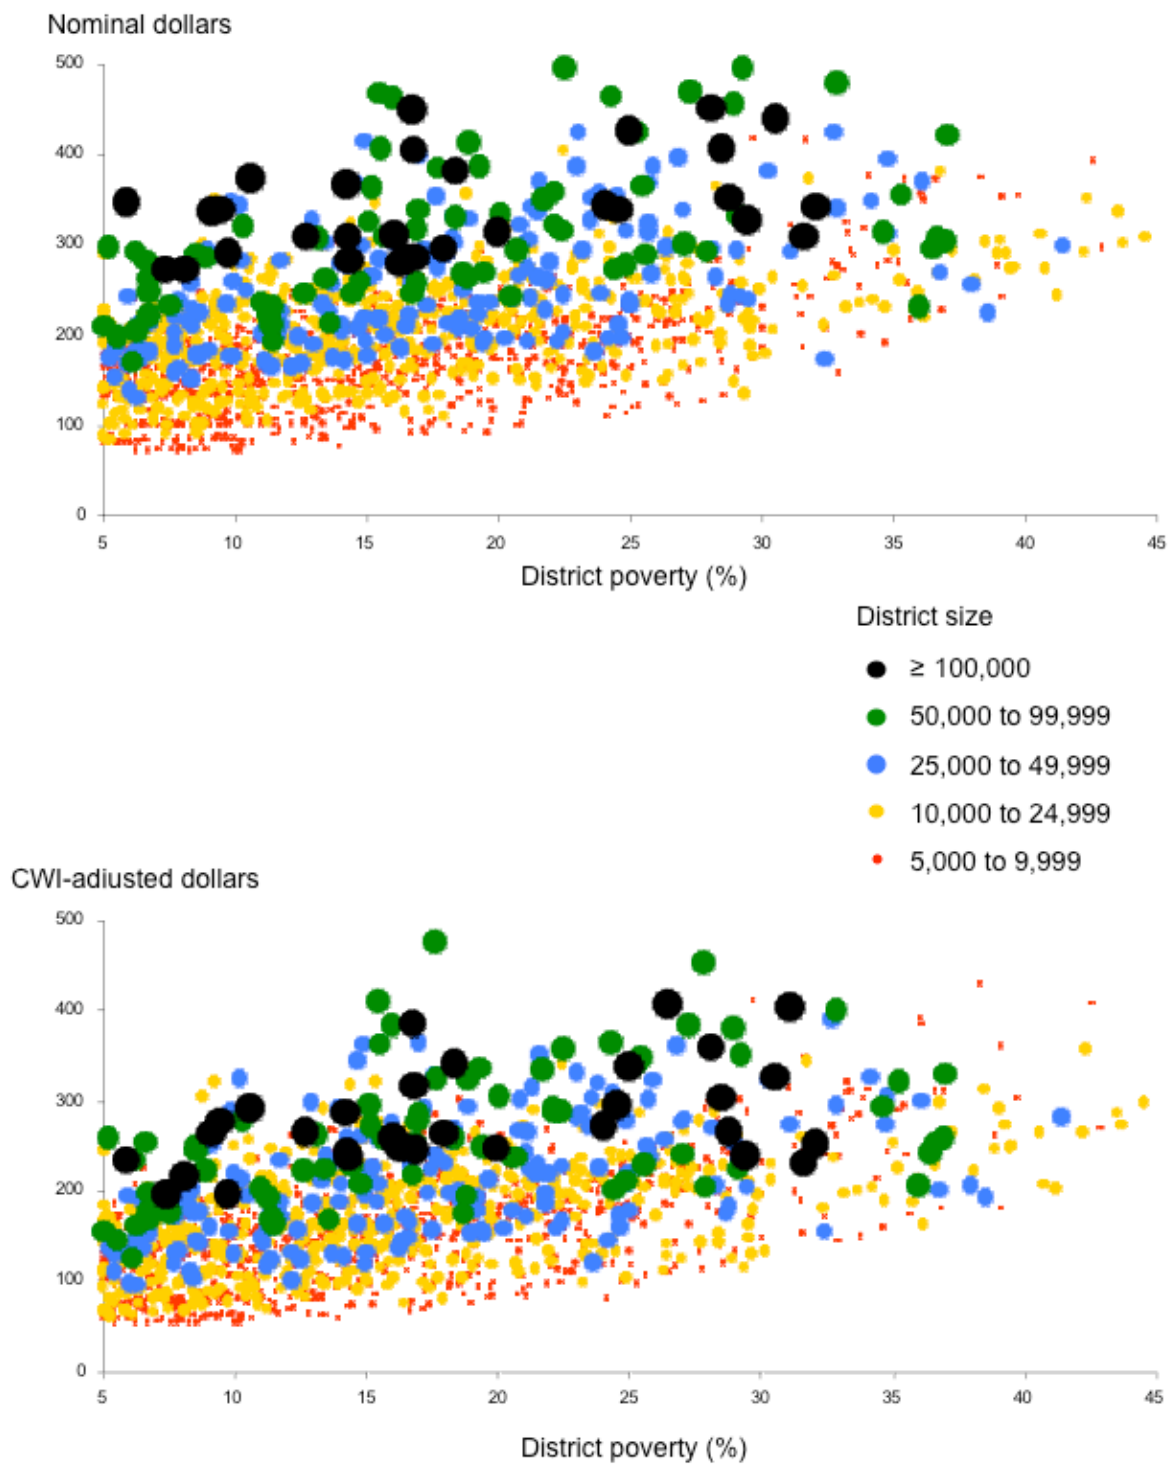 Nominal dollars
500
400
300
200
100
0
5 10 15 20 25 30 35 40 45
District poverty (%)
District size
≥ 100,000
50,000 to 99,999
25,000 to 49,999
10,000 to 24,999
5,000 to 9,999
CWI-adiusted dollars
500
400
300
200
100
0
5 10 15 20 25 30 35 40 45
District poverty (%)